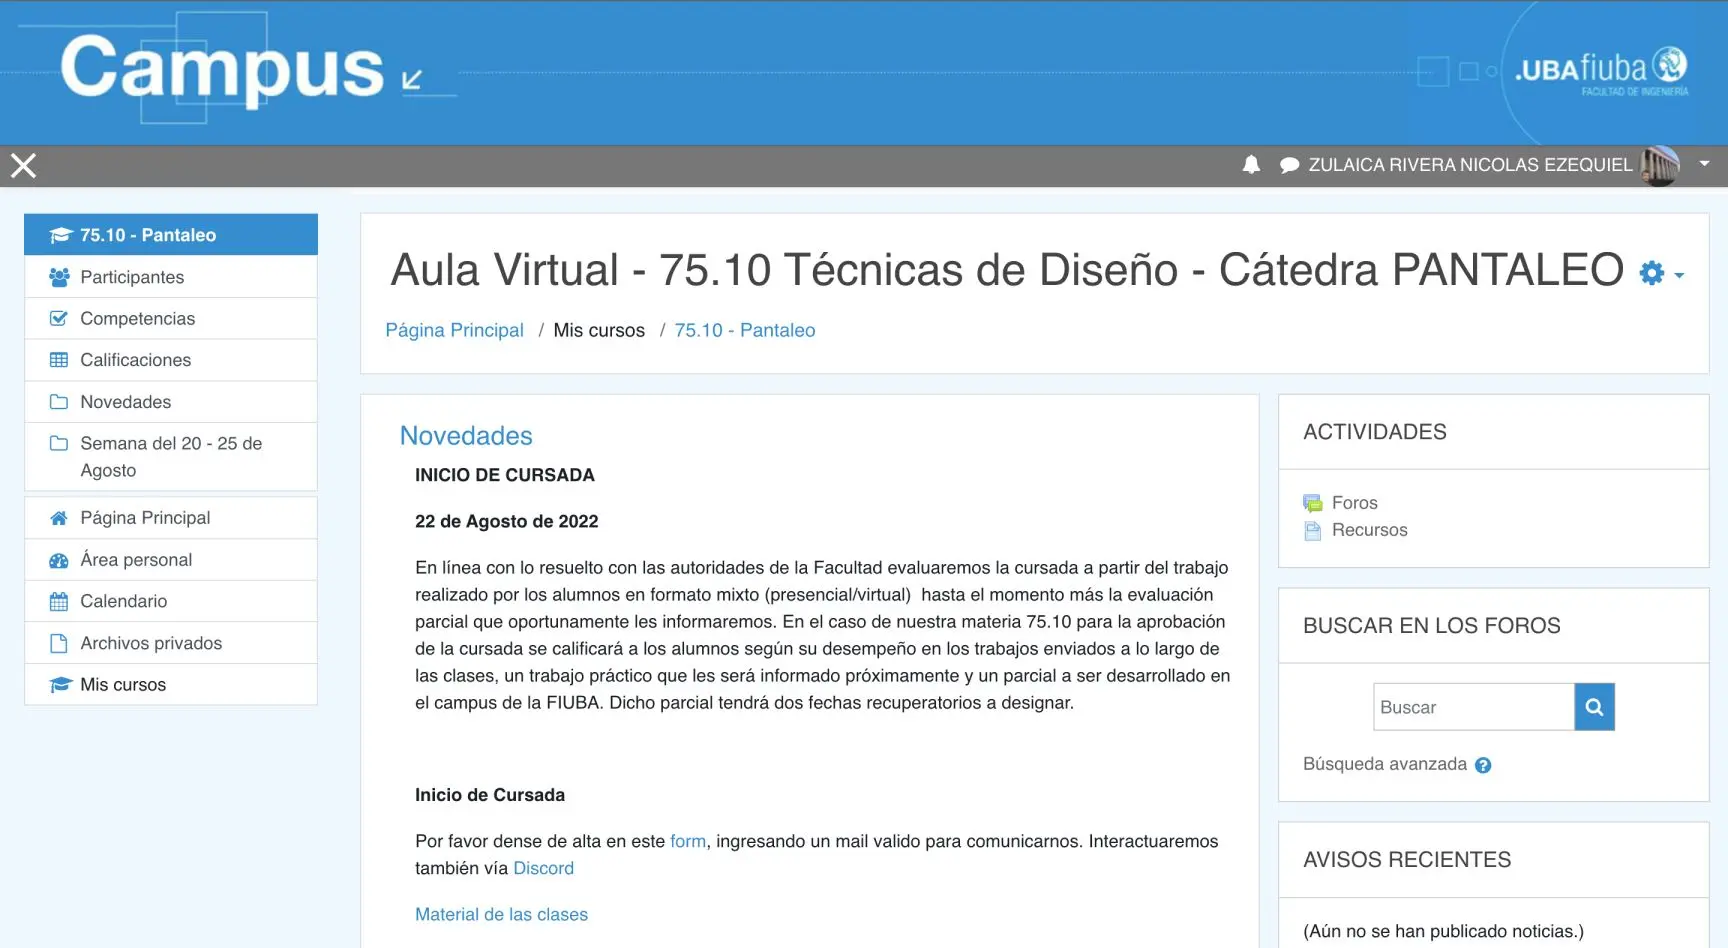 Campus
.UBAfiuba
FACULTAD DE INGENIERÍA
ZULAICA RIVERA NICOLAS EZEQUIEL
75.10 - Pantaleo
Participantes
Competencias
Calificaciones
Novedades
Semana del 20 - 25 de
Agosto
Página Principal
Área personal
Calendario
Archivos privados
Mis cursos
Aula Virtual - 75.10 Técnicas de Diseño - Cátedra PANTALEO
Página Principal / Mis cursos / 75.10 - Pantaleo
Novedades
INICIO DE CURSADA
22 de Agosto de 2022
En línea con lo resuelto con las autoridades de la Facultad evaluaremos la cursada a partir del trabajo
realizado por los alumnos en formato mixto (presencial/virtual)  hasta el momento más la evaluación
parcial que oportunamente les informaremos. En el caso de nuestra materia 75.10 para la aprobación
de la cursada se calificará a los alumnos según su desempeño en los trabajos enviados a lo largo de
las clases, un trabajo práctico que les será informado próximamente y un parcial a ser desarrollado en
el campus de la FIUBA. Dicho parcial tendrá dos fechas recuperatorios a designar.
Inicio de Cursada
Por favor dense de alta en este form, ingresando un mail valido para comunicarnos. Interactuaremos
también vía Discord
Material de las clases
ACTIVIDADES
Foros
Recursos
BUSCAR EN LOS FOROS
Buscar
Búsqueda avanzada ?
AVISOS RECIENTES
(Aún no se han publicado noticias.)